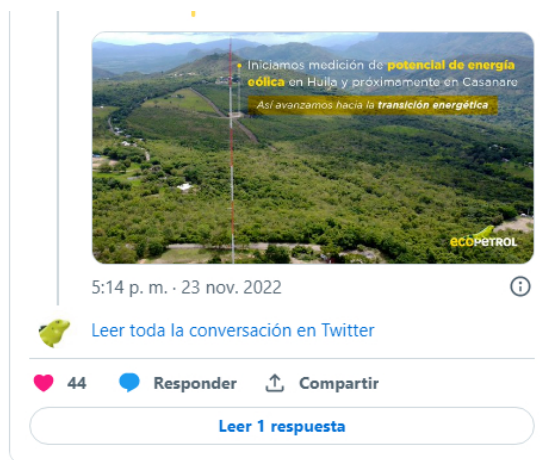 Iniciamos medición de potencial de energía
eólica en Huila y próximamente en Casanare
Así avanzamos hacia la transición energética
ecoPETROL
5:14 p. m. · 23 nov. 2022
Leer toda la conversación en Twitter
44 Responder Compartir
Leer 1 respuesta